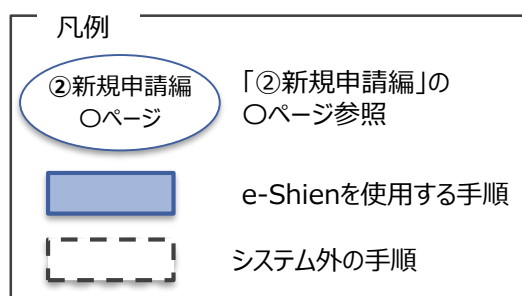 凡例
②新規申請編
〇ページ
「②新規申請編」の
〇ページ参照
e-Shienを使用する手順
システム外の手順